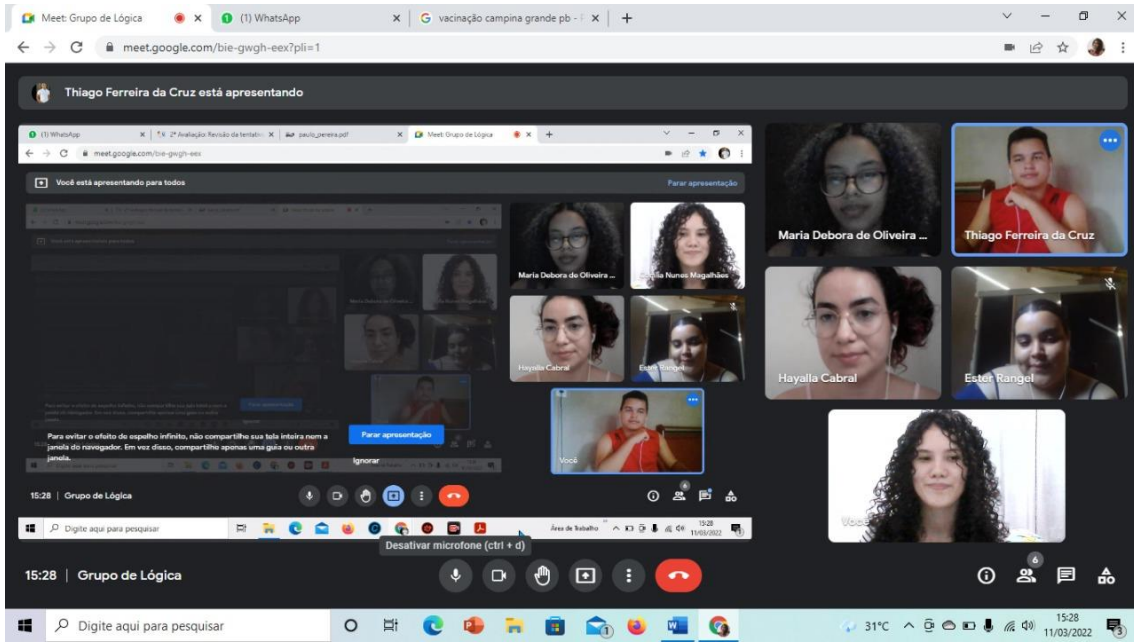 Meet: Grupo de Lógica
(1) WhatsApp
vacinação campina grande pb -
meet.google.com/bie-gwgh-eex?pli=1
Thiago Ferreira da Cruz está apresentando
(1) WhatsApp
2ª Avaliação: Revisão da tentativ
paulo_pereira.pdf
Meet: Grupo de Lógica
meet.google.com/bie-gwgh-eex
Você está apresentando para todos
Parar apresentação
Maria Debora de Oliveira ...
Nunes Magalhães
Hayalla Cabral
Ester Rangel
Você
Para evitar o efeito de espelho infinito, não compartilhe sua tela inteira nem a
janela do navegador. Em vez disso, compartilhe apenas uma guia ou outra
janela.
Parar apresentação
Ignorar
15:28 | Grupo de Lógica
6
Digite aqui para pesquisar
Área de Trabalho
15:28
11/03/2022
Maria Debora de Oliveira ...
Thiago Ferreira da Cruz
Hayalla Cabral
Ester Rangel
Você
Desativar microfone (ctrl + d)
15:28 | Grupo de Lógica
6
Digite aqui para pesquisar
31°C
15:28
11/03/2022
3